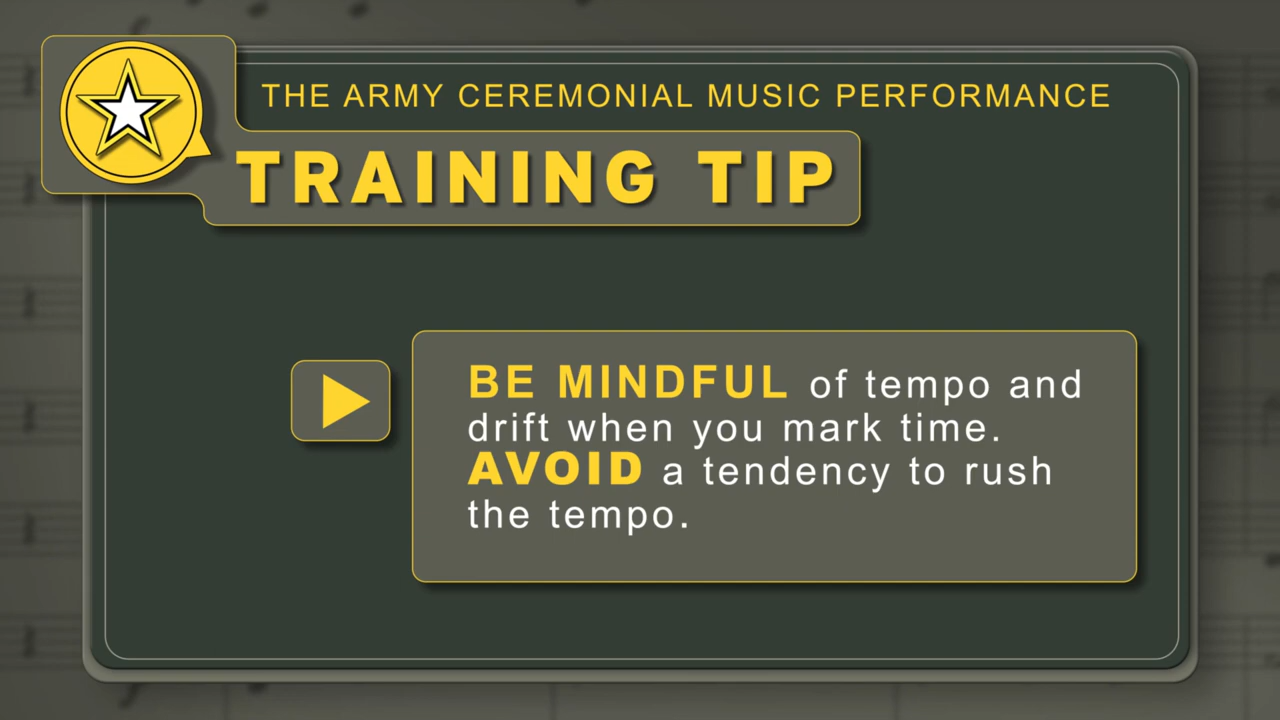 THE ARMY CEREMONIAL MUSIC PERFORMANCE
TRAINING TIP
BE MINDFUL of tempo and
drift when you mark time.
AVOID a tendency to rush
the tempo.